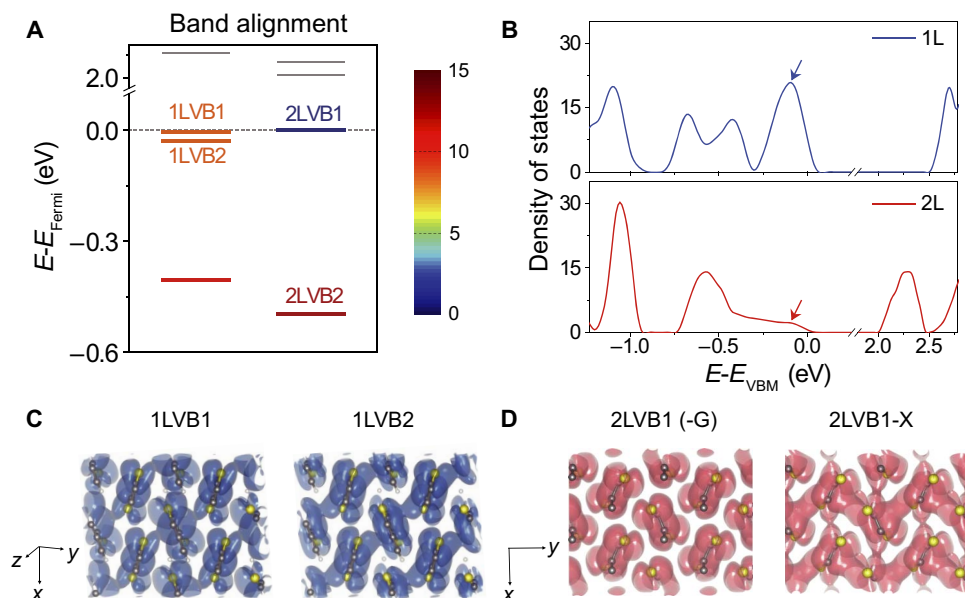 A
Band alignment
2.0
0.0
−0.3
−0.6
E-E_Fermi (eV)
1LVB1
1LVB2
2LVB1
2LVB2
15
10
5
0
B
1L
30
15
0
2L
30
15
0
Density of states
−1.0
−0.5
0.0
2.0
2.5
E-E_VBM (eV)
C
1LVB1
1LVB2
z
y
x
D
2LVB1 (-G)
2LVB1-X
y
x